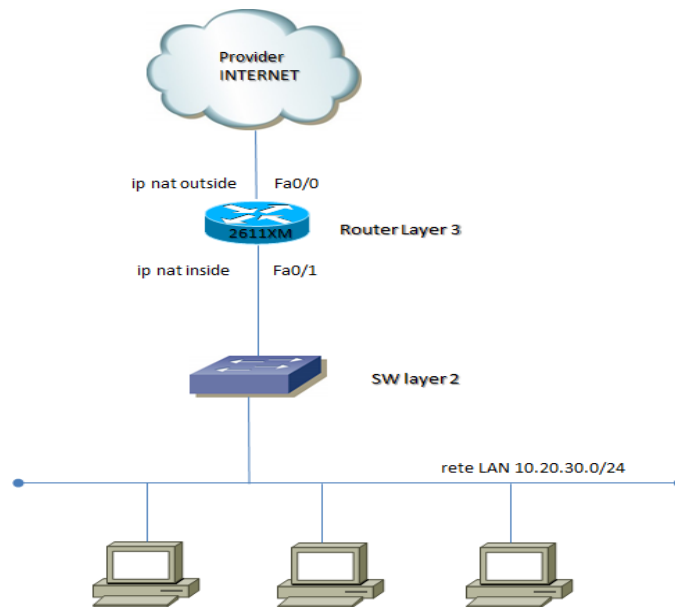 Provider
INTERNET
ip nat outside
Fa0/0
2611XM
Router Layer 3
ip nat inside
Fa0/1
SW layer 2
rete LAN 10.20.30.0/24